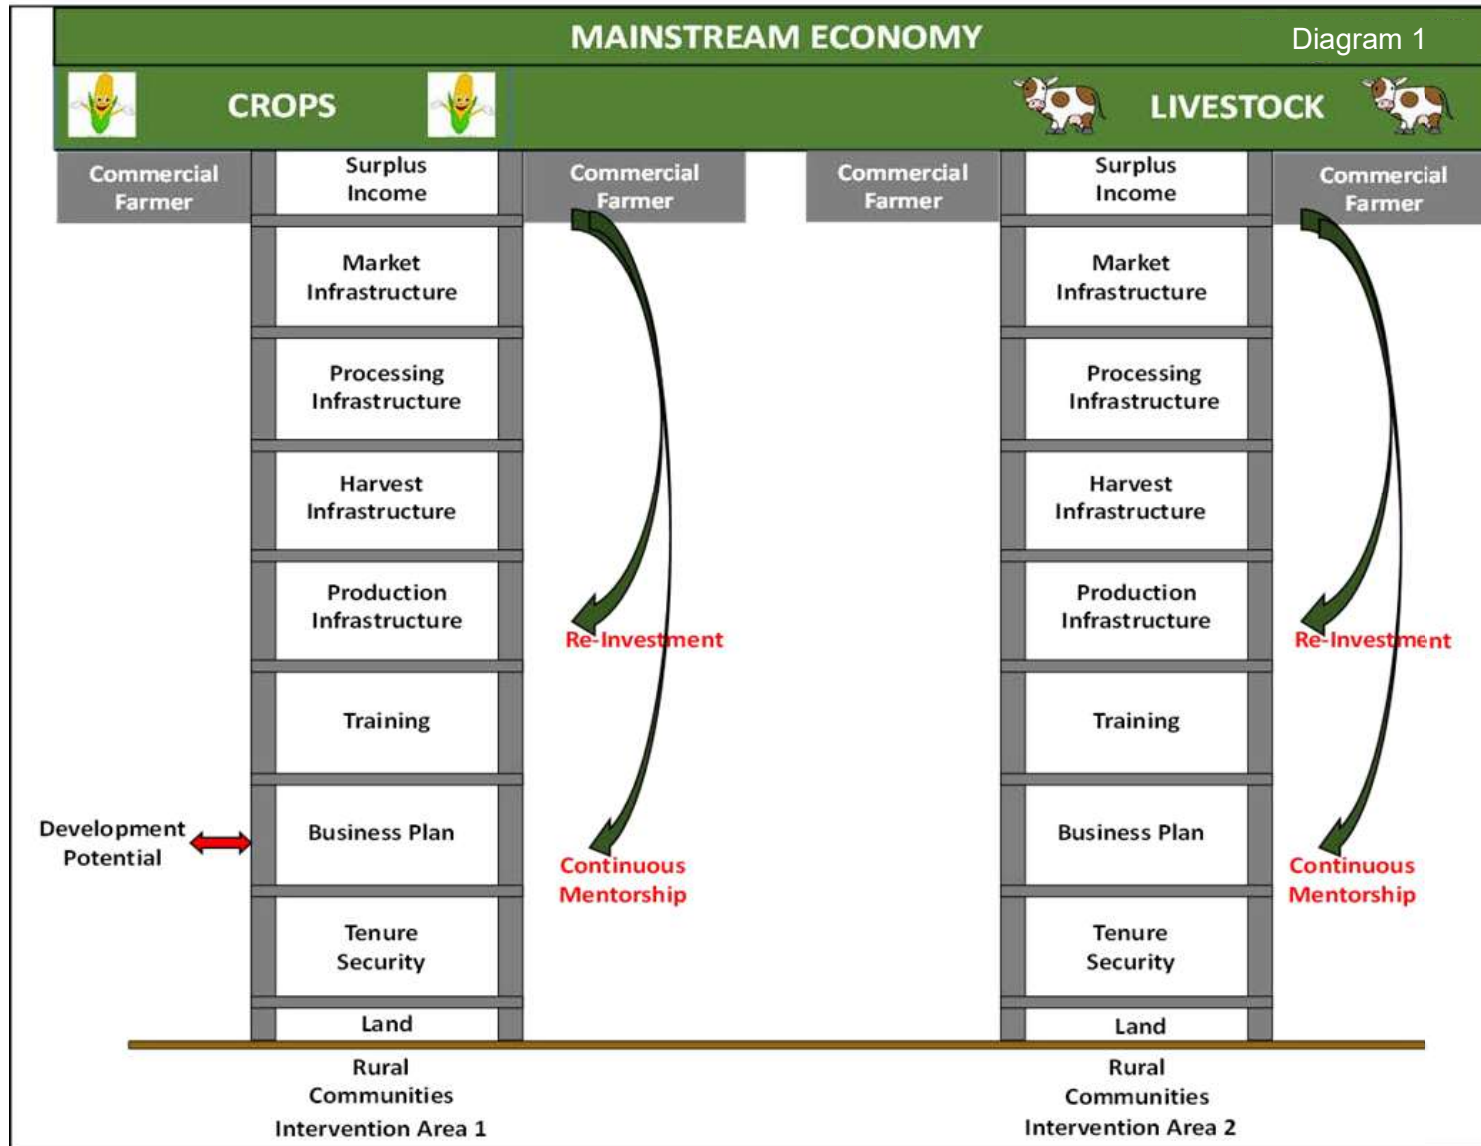 MAINSTREAM ECONOMY
Diagram 1
CROPS
LIVESTOCK
Commercial
Farmer
Surplus
Income
Commercial
Farmer
Market
Infrastructure
Processing
Infrastructure
Harvest
Infrastructure
Production
Infrastructure
Re-Investment
Training
Development
Potential
Business Plan
Continuous
Mentorship
Tenure
Security
Land
Rural
Communities
Intervention Area 1
Commercial
Farmer
Surplus
Income
Commercial
Farmer
Market
Infrastructure
Processing
Infrastructure
Harvest
Infrastructure
Production
Infrastructure
Re-Investment
Training
Business Plan
Continuous
Mentorship
Tenure
Security
Land
Rural
Communities
Intervention Area 2